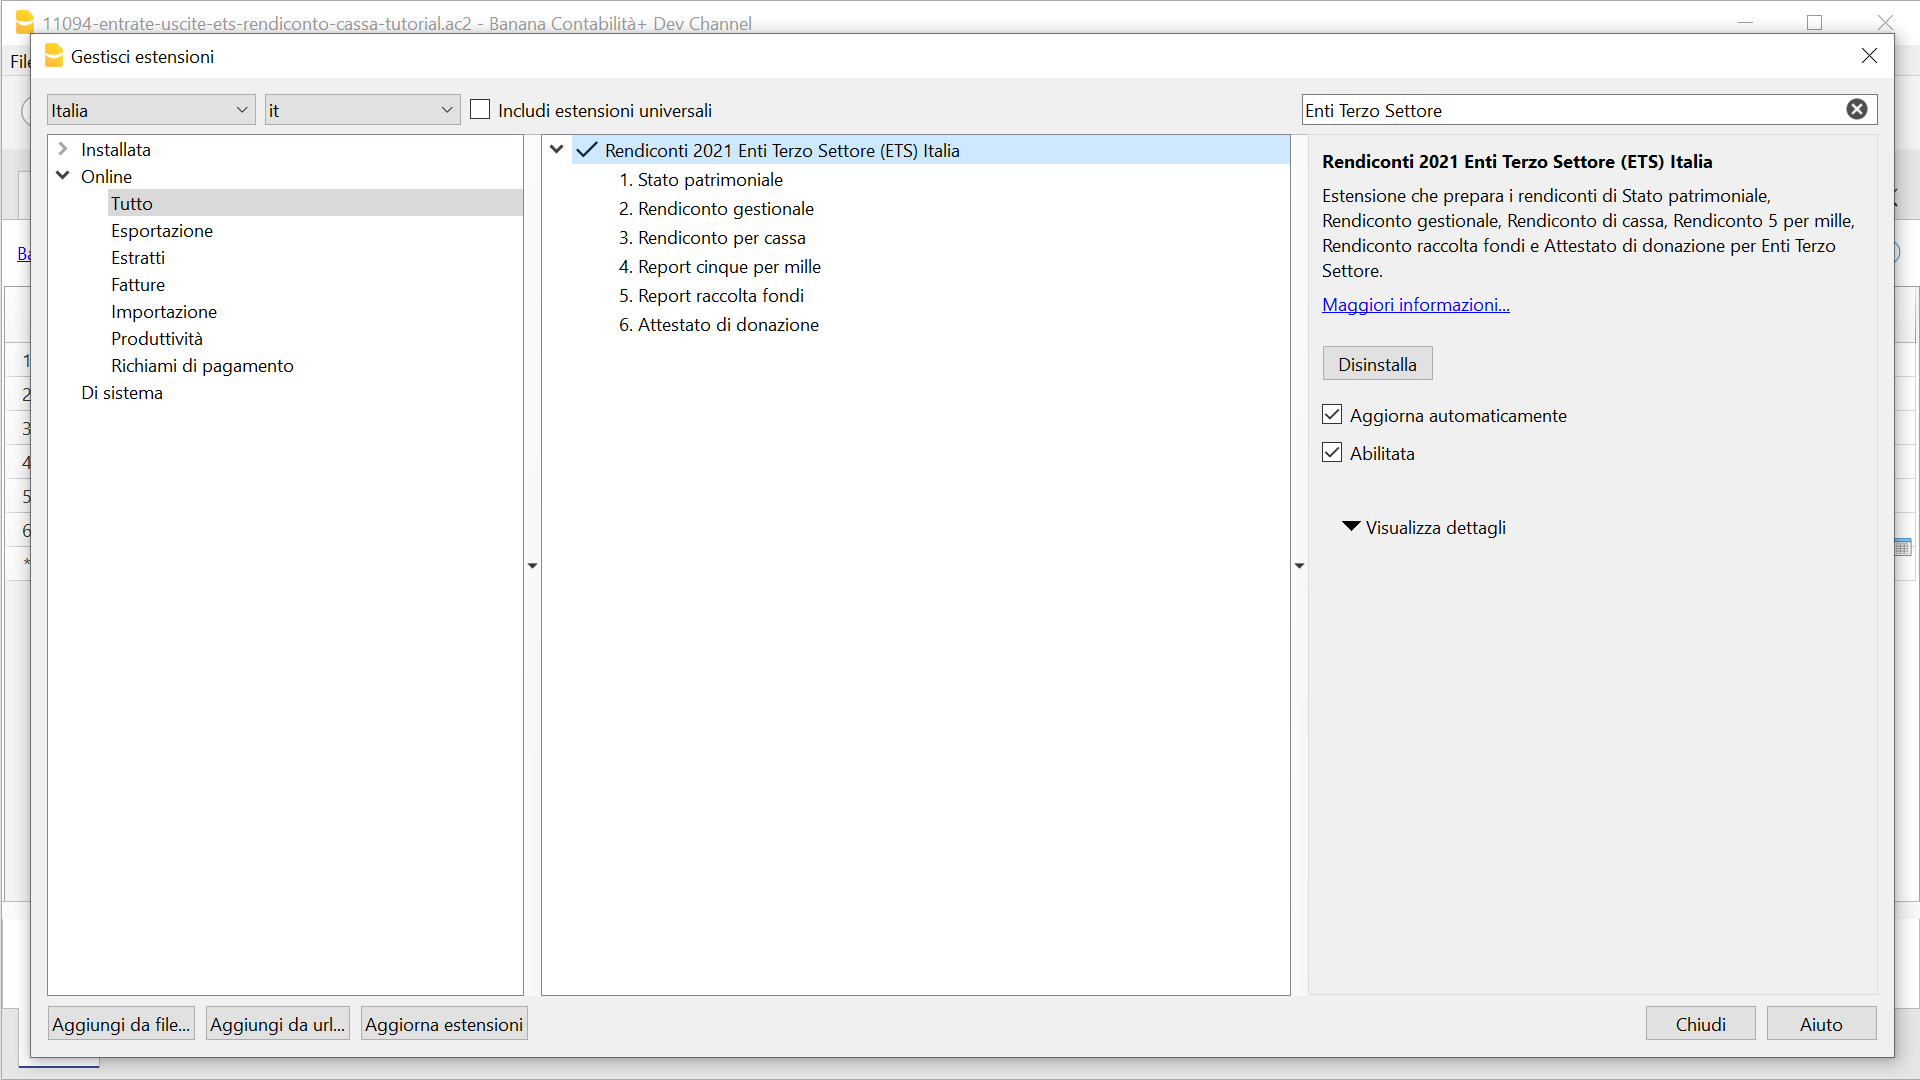 11094-entrate-uscite-ets-rendiconto-cassa-tutorial.ac2 - Banana Contabilità+ Dev Channel
Gestisci estensioni
Italia
it
Includi estensioni universali
Enti Terzo Settore
Installata
Online
Tutto
Esportazione
Estratti
Fatture
Importazione
Produttività
Richiami di pagamento
Di sistema
Rendiconti 2021 Enti Terzo Settore (ETS) Italia
1. Stato patrimoniale
2. Rendiconto gestionale
3. Rendiconto per cassa
4. Report cinque per mille
5. Report raccolta fondi
6. Attestato di donazione
Rendiconti 2021 Enti Terzo Settore (ETS) Italia
Estensione che prepara i rendiconti di Stato patrimoniale,
Rendiconto gestionale, Rendiconto di cassa, Rendiconto 5 per mille,
Rendiconto raccolta fondi e Attestato di donazione per Enti Terzo
Settore.
Maggiori informazioni...
Disinstalla
Aggiorna automaticamente
Abilitata
Visualizza dettagli
1
2
3
4
5
6
*
Aggiungi da file...
Aggiungi da url...
Aggiorna estensioni
Chiudi
Aiuto